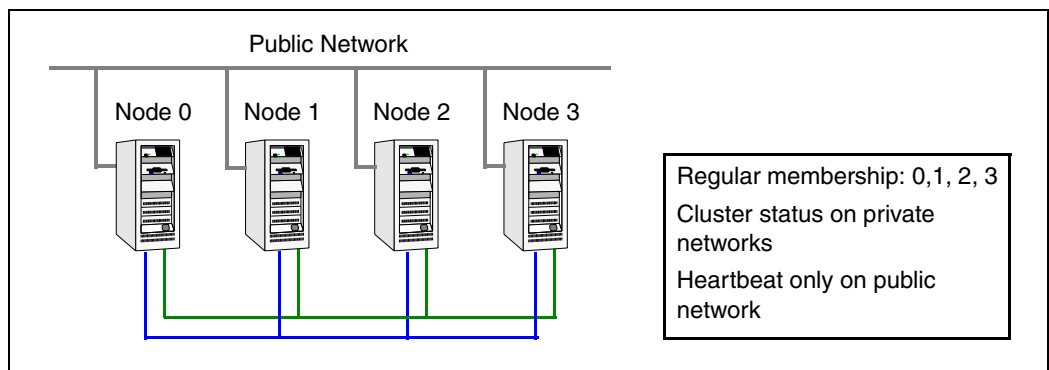 Public Network
Node 0 Node 1 Node 2 Node 3
Regular membership: 0,1, 2, 3
Cluster status on private
networks
Heartbeat only on public
network